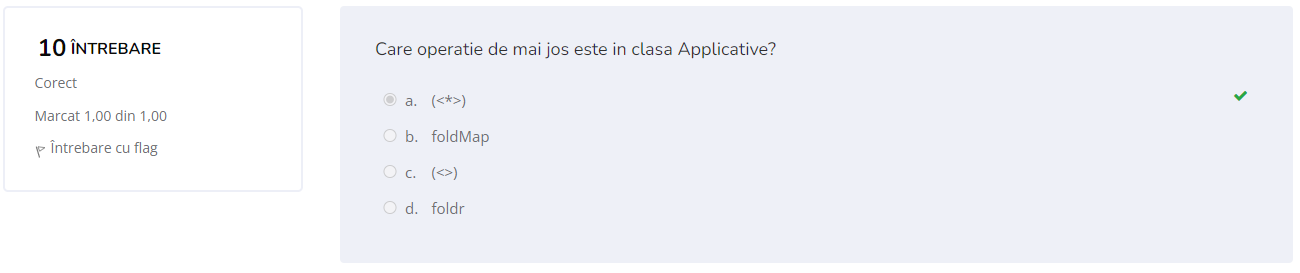 10 ÎNTREBARE
Corect
Marcat 1,00 din 1,00
Întrebare cu flag
Care operatie de mai jos este in clasa Applicative?
a. (<*>)
b. foldMap
c. (<>)
d. foldr